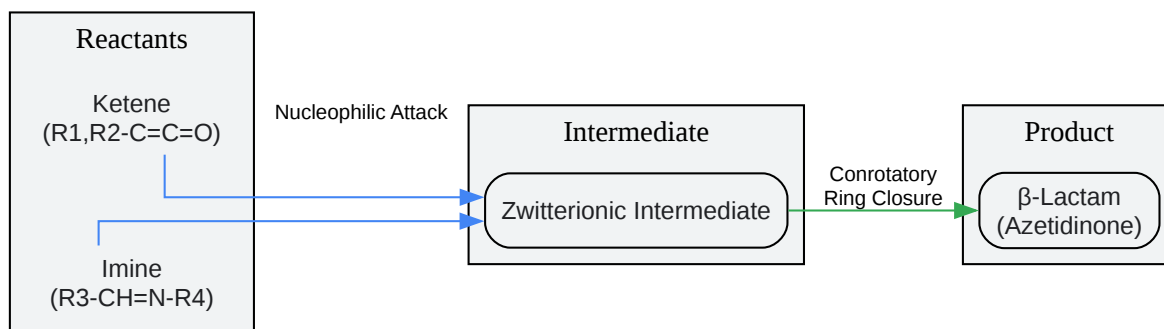 Reactants
Ketene
(R1,R2-C=C=O)
Imine
(R3-CH=N-R4)
Nucleophilic Attack
Intermediate
Zwitterionic Intermediate
Conrotatory
Ring Closure
Product
β-Lactam
(Azetidinone)